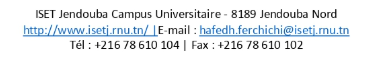 ISET Jendouba Campus Universitaire - 8189 Jendouba Nord
http://www.isetj.rnu.tn/ | E-mail : hafedh.ferchichi@isetj.rnu.tn
Tél : +216 78 610 104 | Fax : +216 78 610 102